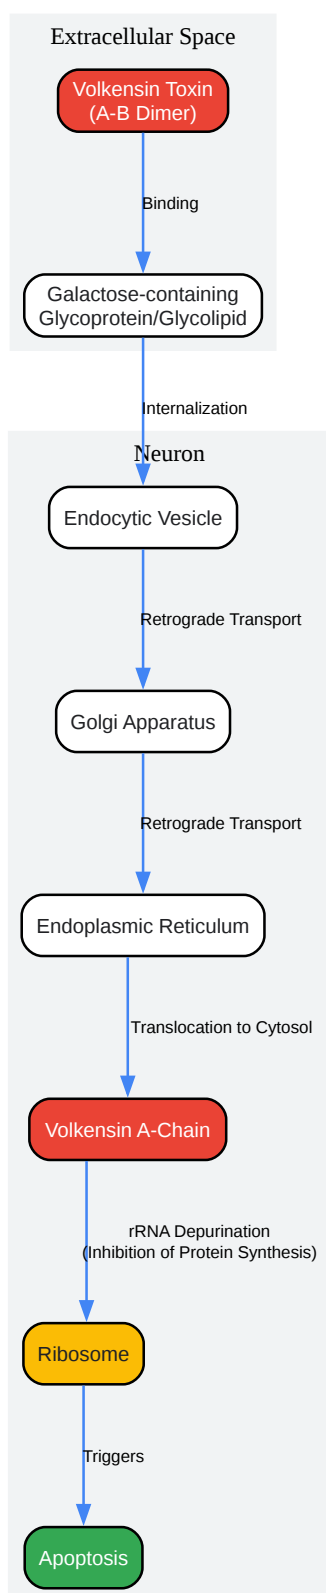 Extracellular Space
Volkensin Toxin
(A-B Dimer)
Binding
Galactose-containing
Glycoprotein/Glycolipid
Internalization
Neuron
Endocytic Vesicle
Retrograde Transport
Golgi Apparatus
Retrograde Transport
Endoplasmic Reticulum
Translocation to Cytosol
Volkensin A-Chain
rRNA Depurination
(Inhibition of Protein Synthesis)
Ribosome
Triggers
Apoptosis